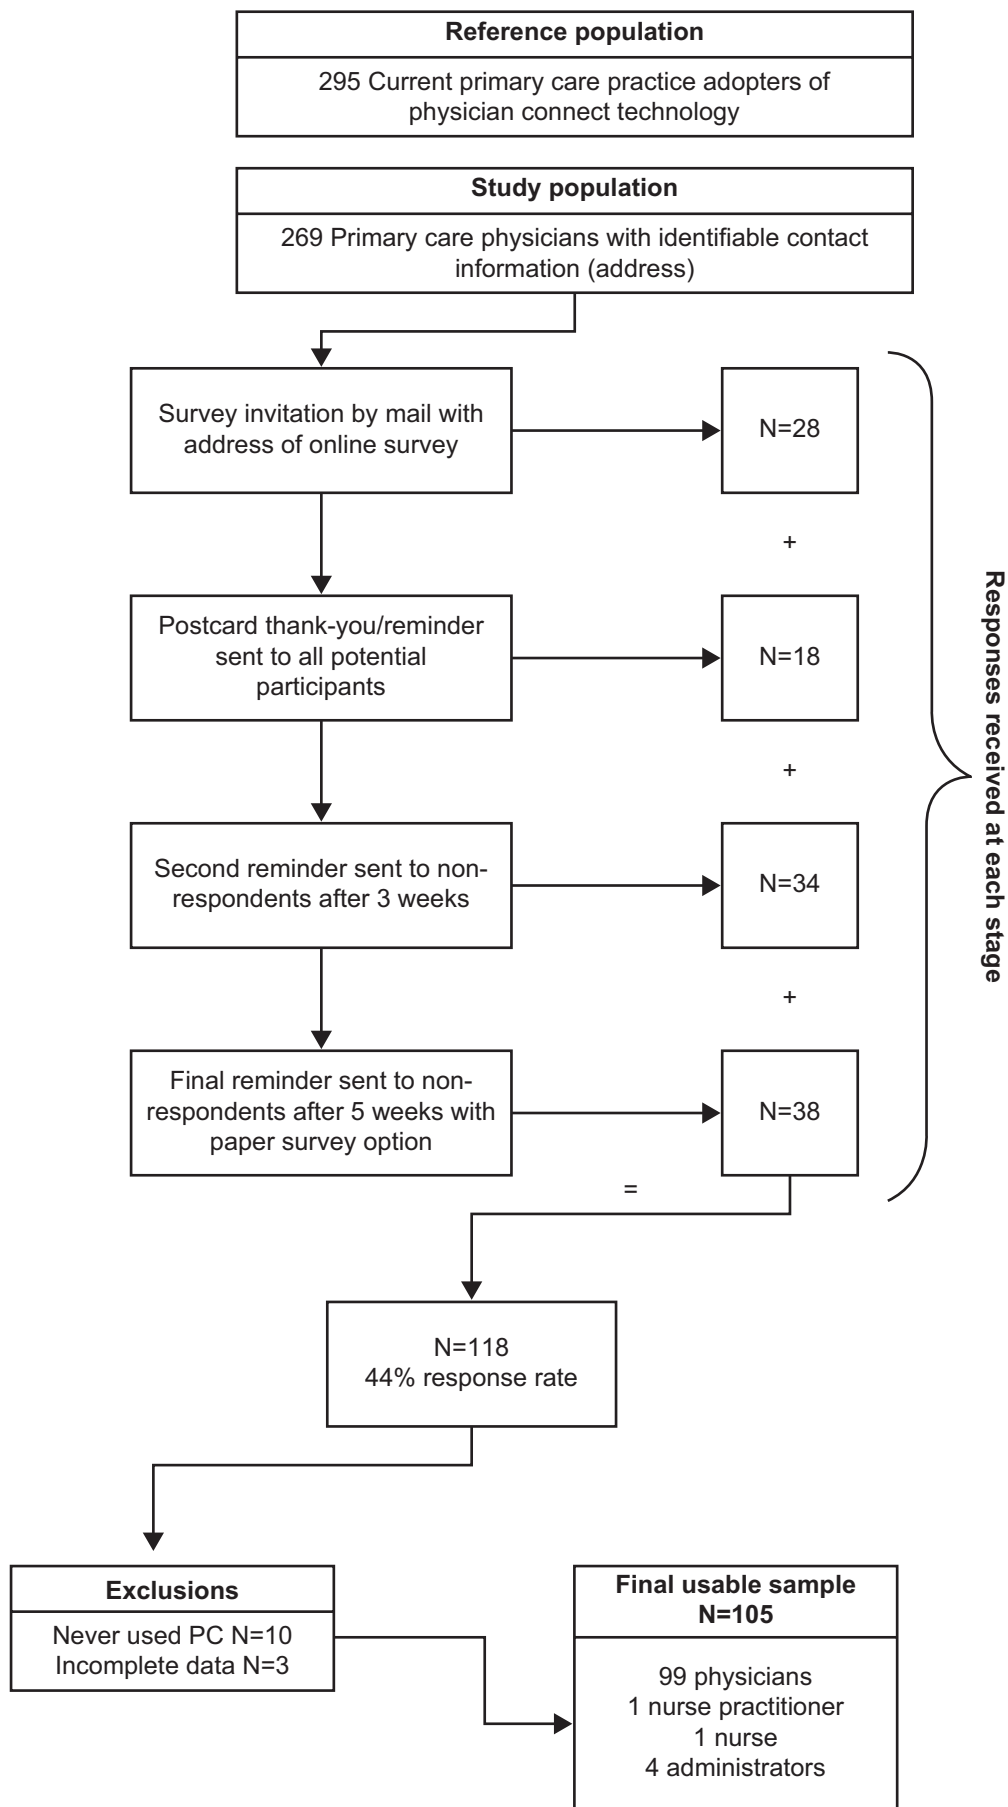 Reference population
295 Current primary care practice adopters of
physician connect technology
Study population
269 Primary care physicians with identifiable contact
information (address)
Survey invitation by mail with
address of online survey
N=28
+
Postcard thank-you/reminder
sent to all potential
participants
N=18
+
Second reminder sent to non-
respondents after 3 weeks
N=34
+
Final reminder sent to non-
respondents after 5 weeks with
paper survey option
N=38
=
Responses received at each stage
N=118
44% response rate
Exclusions
Never used PC N=10
Incomplete data N=3
Final usable sample
N=105
99 physicians
1 nurse practitioner
1 nurse
4 administrators